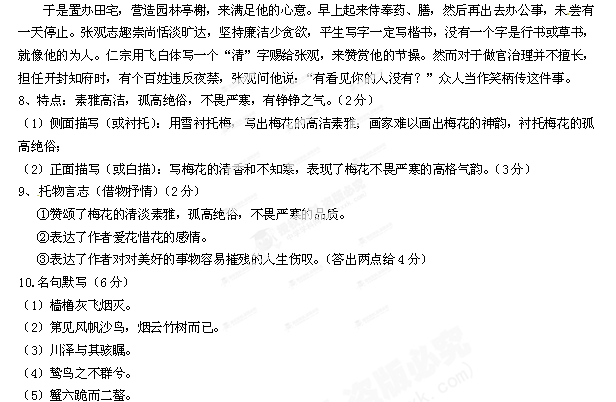 于是置办田宅，营造园林亭榭，来满足他的心意。早上起来侍奉药、膳，然后再出去办公事，未尝有
一天停止。张观志趣崇尚恬淡旷达，坚持廉洁少贪欲，平生写字一定写楷书，没有一个字是行书或草书，
就像他的为人。仁宗用飞白体写一个“清”字赐给张观，来赞赏他的节操。然而对于做官治理并不擅长，
担任开封知府时，有个百姓违反夜禁，张观问他说：“有看见你的人没有？”众人当作笑柄传这件事。
8、特点：素雅高洁，孤高绝俗，不畏严寒，有铮铮之气。（2分）
（1）侧面描写（或衬托）：用雪衬托梅，写出梅花的高洁素雅；画家难以画出梅花的神韵，衬托梅花的孤
高绝俗；
（2）正面描写（或白描）：写梅花的清香和不知寒，表现了梅花不畏严寒的高格气韵。（3分）
9、托物言志（借物抒情）（2分）
①赞颂了梅花的清淡素雅，孤高绝俗，不畏严寒的品质。
②表达了作者爱花惜花的感情。
③表达了作者对对美好的事物容易摧残的人生伤叹。（答出两点给4分）
10.名句默写（6分）
（1）樯橹灰飞烟灭。
（2）第见风帆沙鸟，烟云竹树而已。
（3）川泽与其骇瞩。
（4）鸷鸟之不群兮。
（5）蟹六跪而二螯。